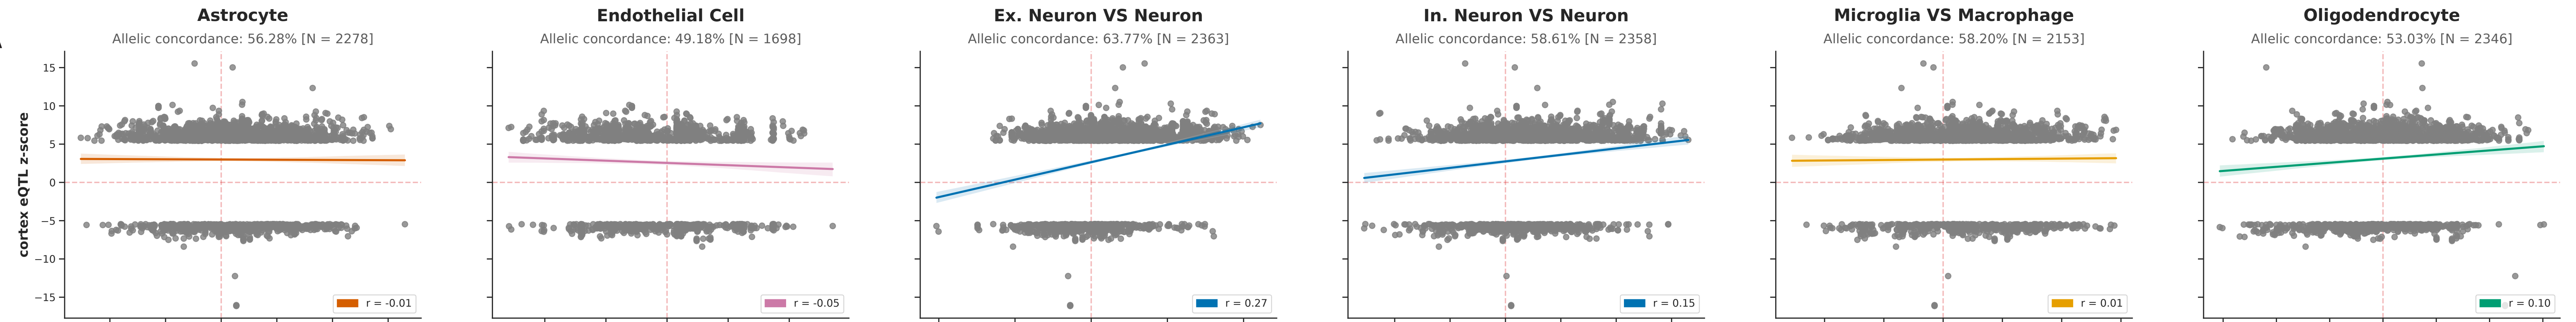 Astrocyte
Allelic concordance: 56.28% [N = 2278]
Endothelial Cell
Allelic concordance: 49.18% [N = 1698]
Ex. Neuron VS Neuron
Allelic concordance: 63.77% [N = 2363]
In. Neuron VS Neuron
Allelic concordance: 58.61% [N = 2358]
Microglia VS Macrophage
Allelic concordance: 58.20% [N = 2153]
Oligodendrocyte
Allelic concordance: 53.03% [N = 2346]
cortex eQTL z-score
15
10
5
0
−5
−10
−15
r = -0.01
r = -0.05
r = 0.27
r = 0.15
r = 0.01
r = 0.10